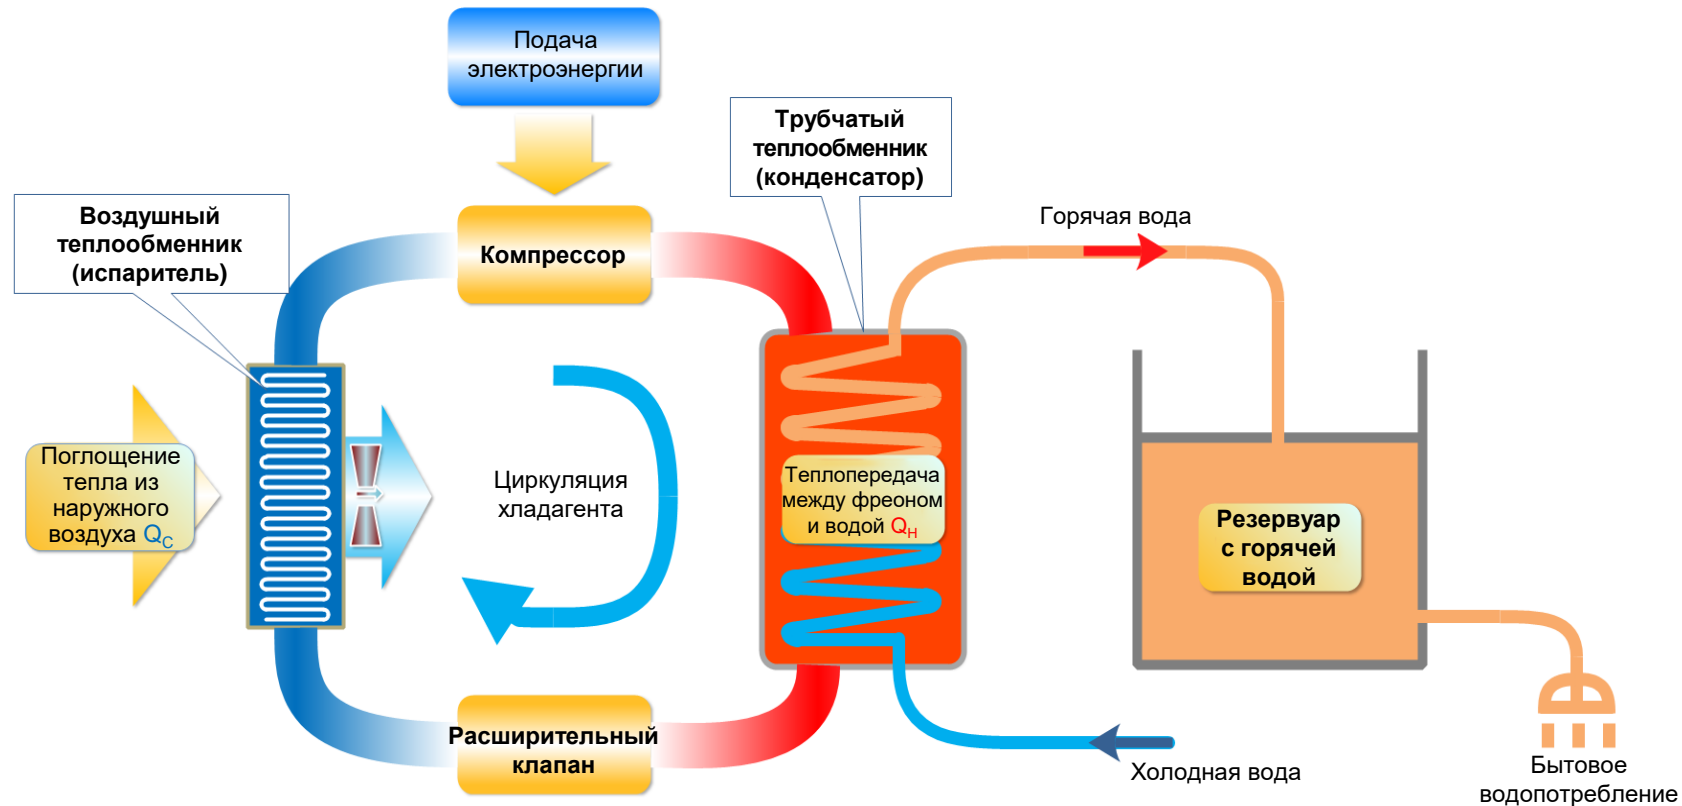 Подача
электроэнергии
Трубчатый
теплообменник
(конденсатор)
Воздушный
теплообменник
(испаритель)
Компрессор
Горячая вода
Поглощение
тепла из
наружного
воздуха Qc
Циркуляция
хладагента
Теплопередача
между фреоном
и водой QH
Резервуар
с горячей
водой
Расширительный
клапан
Холодная вода
Бытовое
водопотребление